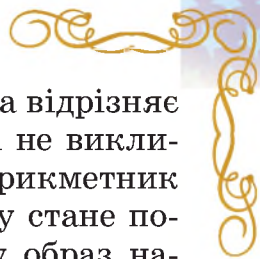 а відрізняє
не викли-
рикметник
у стане по-
образ на-